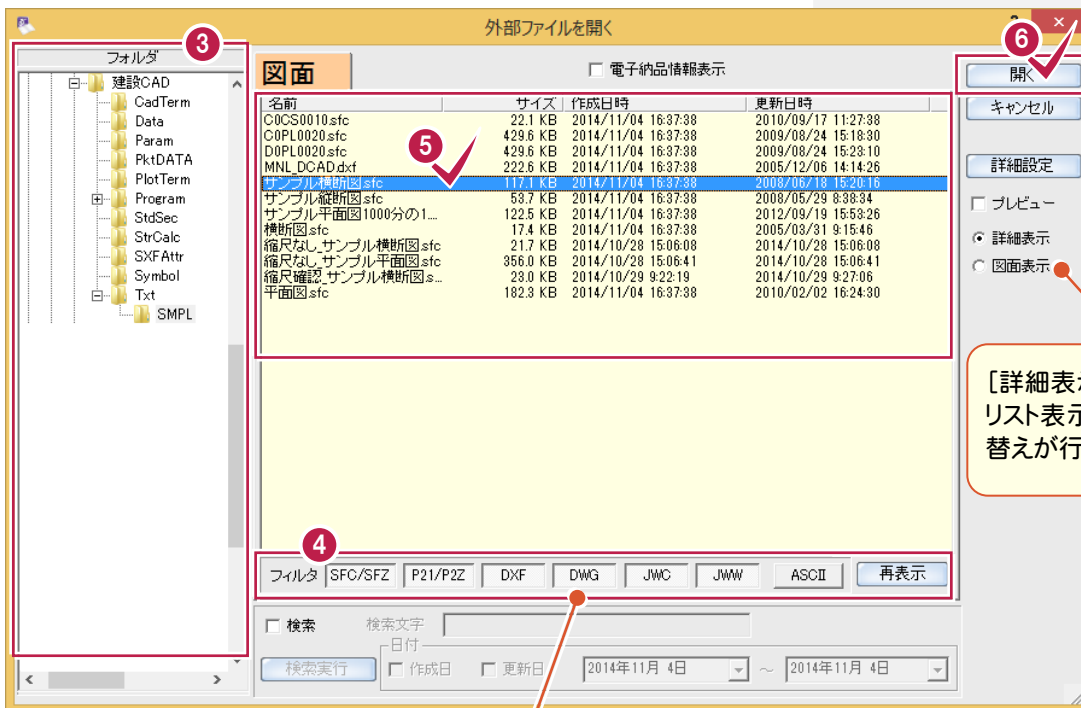 外部ファイルを開く
?
×
3
フォルダ
建設CAD
CadTerm
Data
Param
PktDATA
PlotTerm
Program
StdSec
StrCalc
SXFAttr
Symbol
Txt
SMPL
図面
電子納品情報表示
名前 サイズ 作成日時 更新日時
C0CS0010.sfc 22.1 KB 2014/11/04 16:37:38 2010/09/17 11:27:38
C0PL0020.sfc 429.6 KB 2014/11/04 16:37:38 2009/08/24 15:18:30
D0PL0020.sfc 429.6 KB 2014/11/04 16:37:38 2009/08/24 15:23:10
MNL_DCAD.dxf 222.6 KB 2014/11/04 16:37:38 2005/12/06 14:14:26
サンプル横断図.sfc 117.1 KB 2014/11/04 16:37:38 2008/06/18 15:20:16
サンプル縦断図.sfc 53.7 KB 2014/11/04 16:37:38 2008/05/29 8:38:34
サンプル平面図1000分の1... 122.5 KB 2014/11/04 16:37:38 2012/09/19 15:53:26
横断図.sfc 17.4 KB 2014/11/04 16:37:38 2005/03/31 9:15:46
縮尺なし_サンプル横断図.sfc 21.7 KB 2014/10/28 15:06:08 2014/10/28 15:06:08
縮尺なし_サンプル平面図.sfc 356.0 KB 2014/10/28 15:06:41 2014/10/28 15:06:41
縮尺確認_サンプル横断図.s... 23.0 KB 2014/10/29 9:22:19 2014/10/29 9:27:06
平面図.sfc 182.3 KB 2014/11/04 16:37:38 2010/02/02 16:24:30
5
4
フィルタ SFC/SFZ P21/P2Z DXF DWG JWC JWW ASCII 再表示
検索 検索文字
日付
検索実行 作成日 更新日 2014年11月 4日 ～ 2014年11月 4日
6
開く
キャンセル
詳細設定
プレビュー
詳細表示
図面表示
［詳細表
リスト表示
替えが行